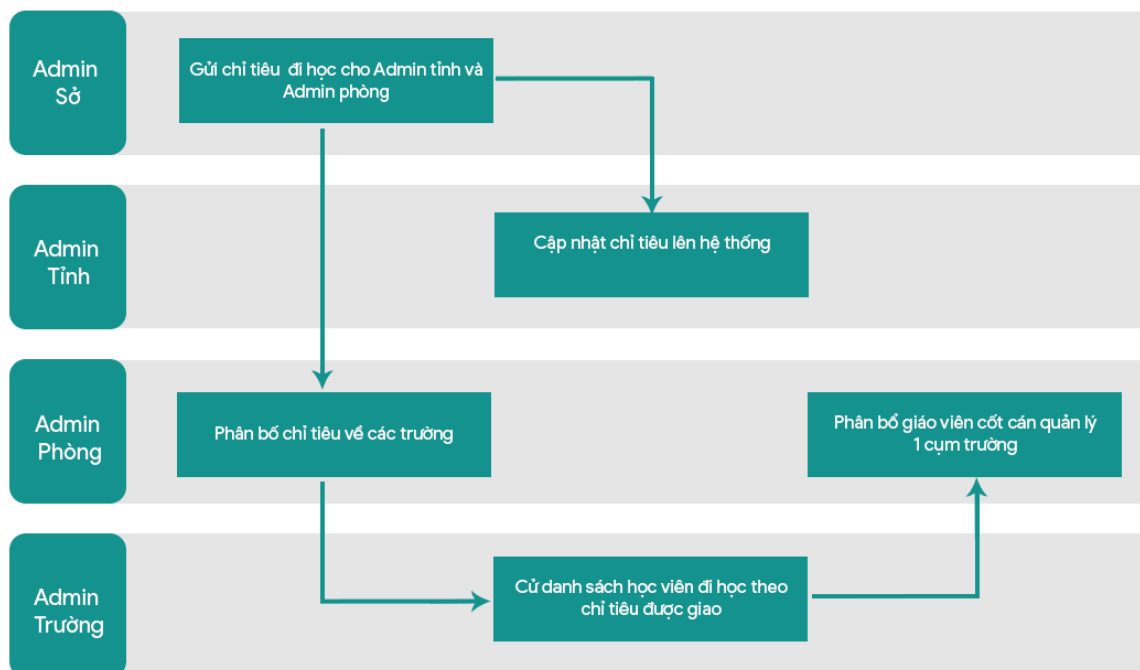 Admin
Sở
Gửi chỉ tiêu đi học cho Admin tỉnh và
Admin phòng
Admin
Tỉnh
Cập nhật chỉ tiêu lên hệ thống
Admin
Phòng
Phân bố chỉ tiêu về các trường
Phân bổ giáo viên cốt cán quản lý
1 cụm trường
Admin
Trường
Cử danh sách học viên đi học theo
chỉ tiêu được giao